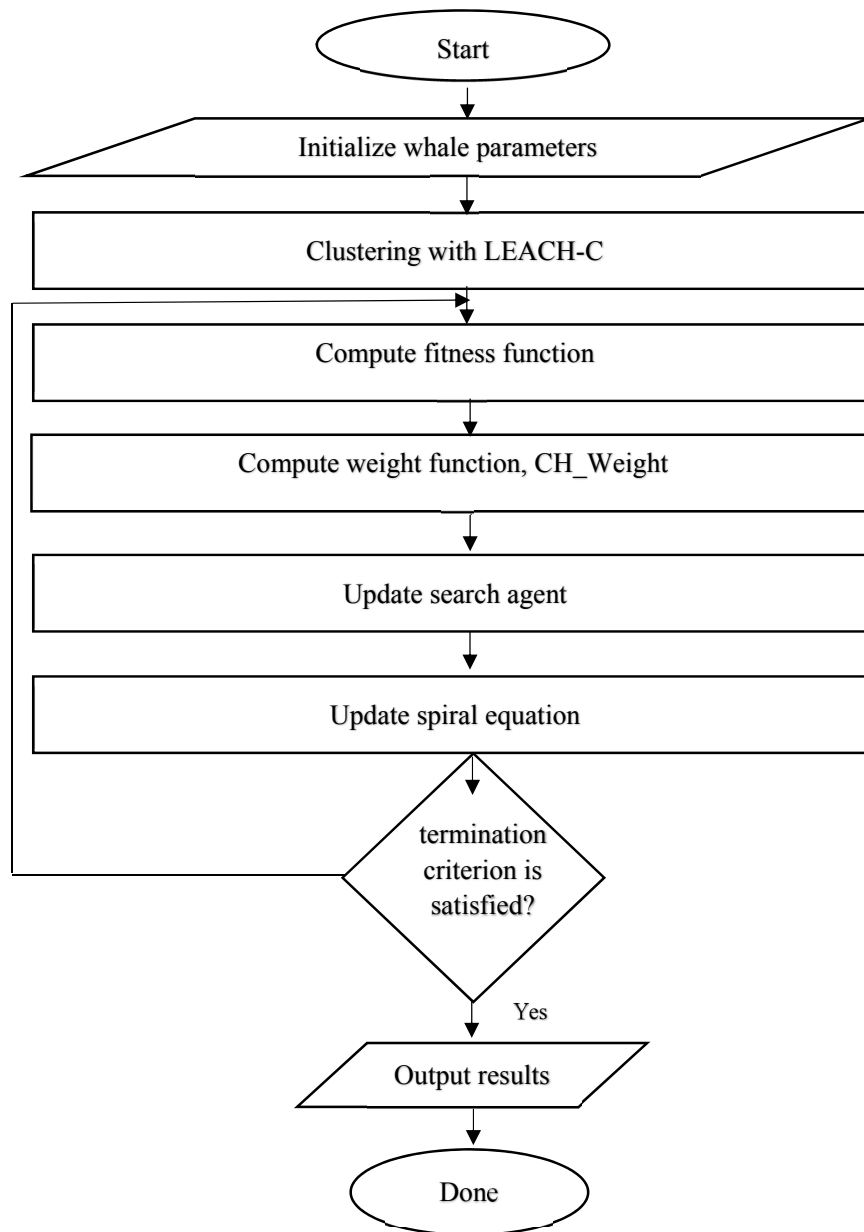 Start
Initialize whale parameters
Clustering with LEACH-C
Compute fitness function
Compute weight function, CH_Weight
Update search agent
Update spiral equation
termination
criterion is
satisfied?
Yes
Output results
Done